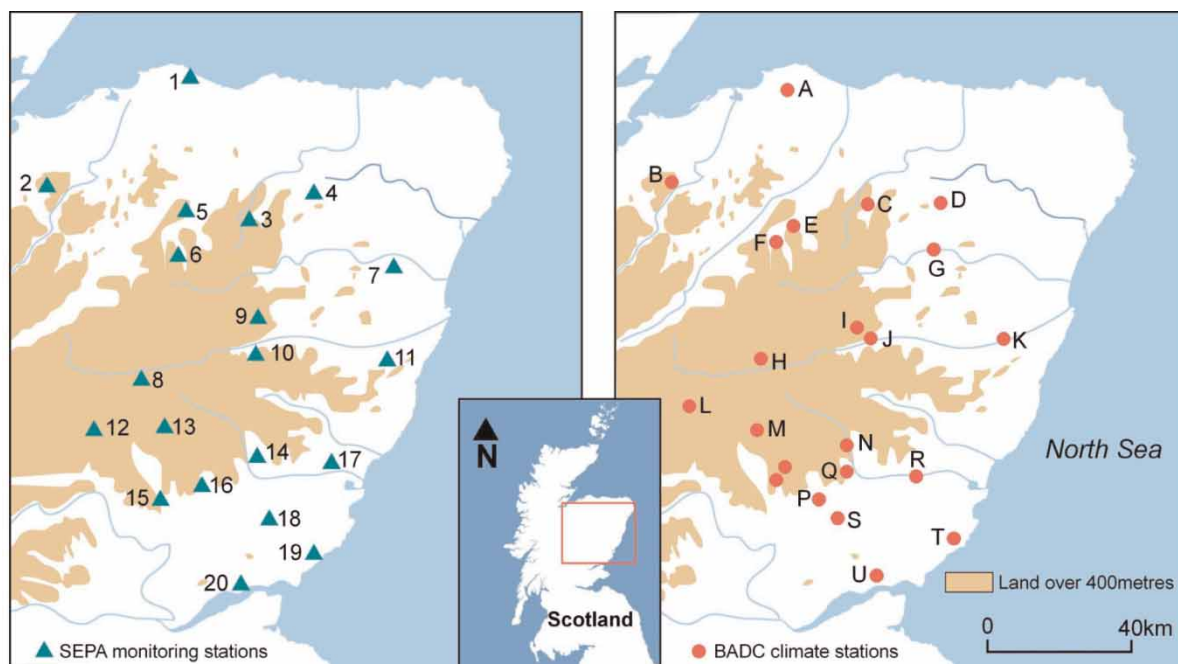 1
2
3
4
5
6
7
8
9
10
11
12
13
14
15
16
17
18
19
20
N
Scotland
SEPA monitoring stations
A
B
C
D
E
F
G
H
I
J
K
L
M
N
P
Q
R
S
T
U
North Sea
Land over 400metres
0 40km
BADC climate stations